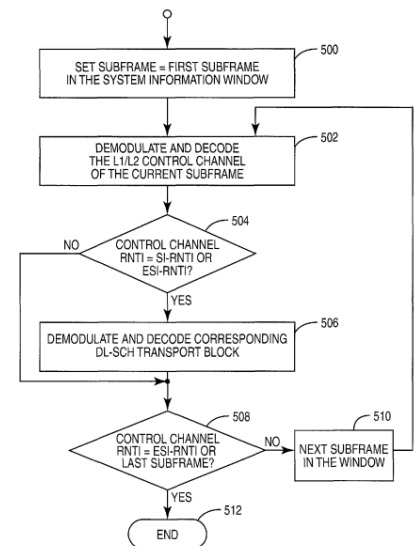 500
SET SUBFRAME = FIRST SUBFRAME
IN THE SYSTEM INFORMATION WINDOW
502
DEMODULATE AND DECODE
THE L1/L2 CONTROL CHANNEL
OF THE CURRENT SUBFRAME
504
NO
CONTROL CHANNEL
RNTI = SI-RNTI OR
ESI-RNTI?
YES
506
DEMODULATE AND DECODE CORRESPONDING
DL-SCH TRANSPORT BLOCK
508
510
CONTROL CHANNEL
RNTI = ESI-RNTI OR
LAST SUBFRAME?
NO
NEXT SUBFRAME
IN THE WINDOW
YES
512
END